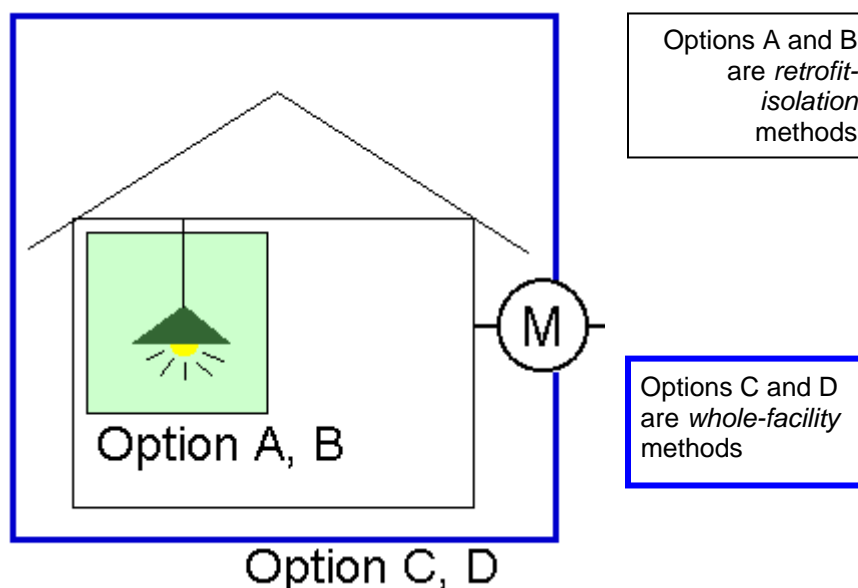 Options A and B
are retrofit-
isolation
methods
M
Options C and D
are whole-facility
methods
Option A, B
Option C, D